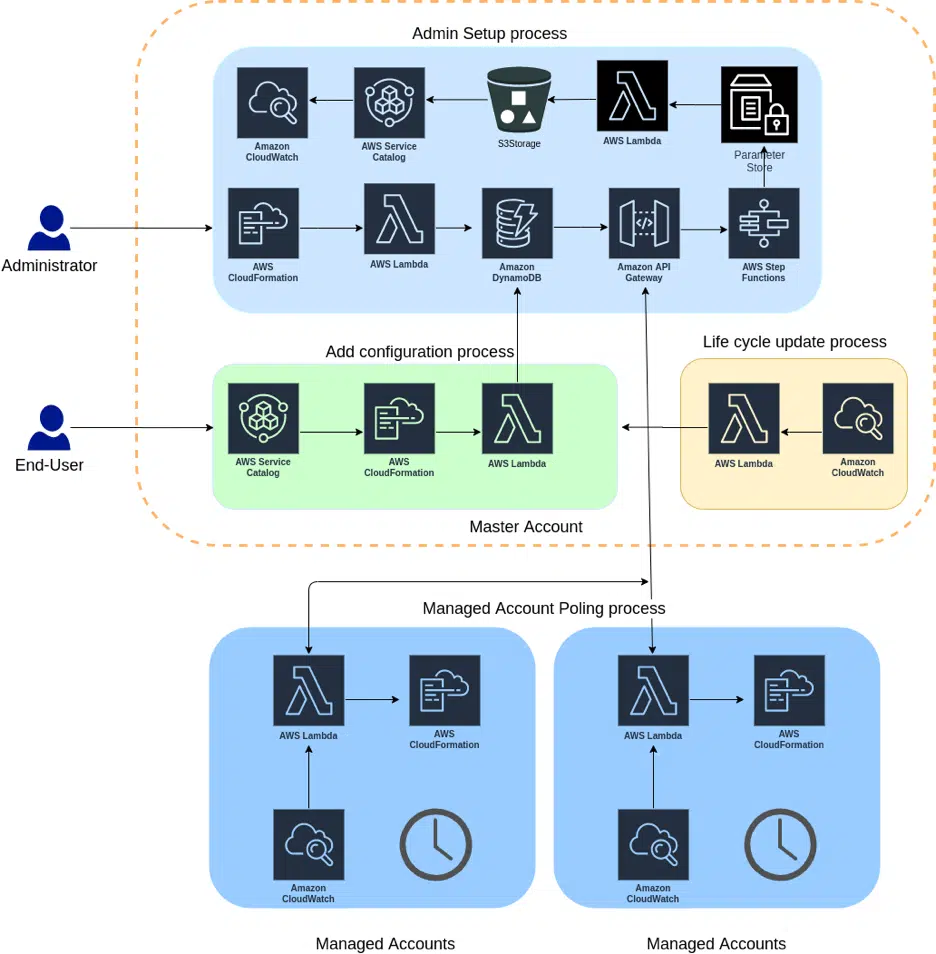 Admin Setup process
Amazon
CloudWatch
AWS Service
Catalog
S3Storage
AWS Lambda
Parameter
Store
Administrator
AWS
CloudFormation
AWS Lambda
Amazon
DynamoDB
Amazon API
Gateway
AWS Step
Functions
Add configuration process
Life cycle update process
End-User
AWS Service
Catalog
AWS
CloudFormation
AWS Lambda
AWS Lambda
Amazon
CloudWatch
Master Account
Managed Account Poling process
AWS Lambda
AWS
CloudFormation
Amazon
CloudWatch
AWS Lambda
AWS
CloudFormation
Amazon
CloudWatch
Managed Accounts
Managed Accounts